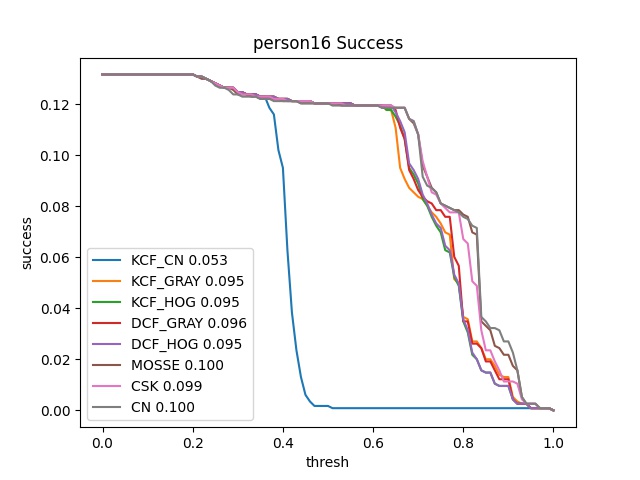 person16 Success
success
0.12
0.10
0.08
0.06
0.04
0.02
0.00
KCF_CN 0.053
KCF_GRAY 0.095
KCF_HOG 0.095
DCF_GRAY 0.096
DCF_HOG 0.095
MOSSE 0.100
CSK 0.099
CN 0.100
0.0 0.2 0.4 0.6 0.8 1.0
thresh